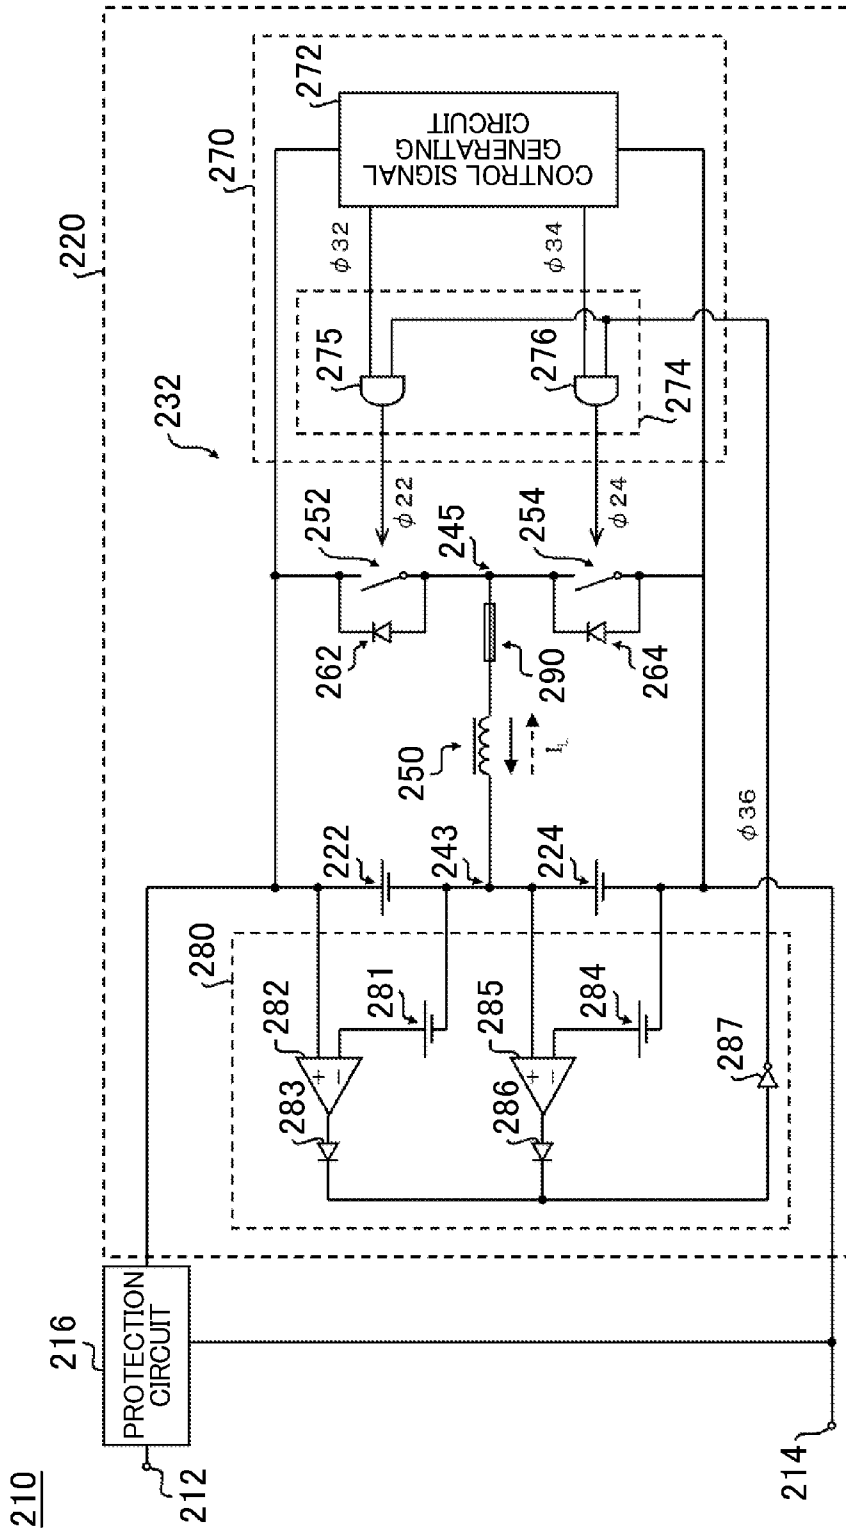 210
216
PROTECTION
CIRCUIT
212
214
220
232
270
272
CONTROL SIGNAL
GENERATING
CIRCUIT
φ32
φ34
275
276
274
252
φ22
245
254
φ24
262
290
264
250
IL
222
243
224
φ36
280
282
281
283
285
284
286
287